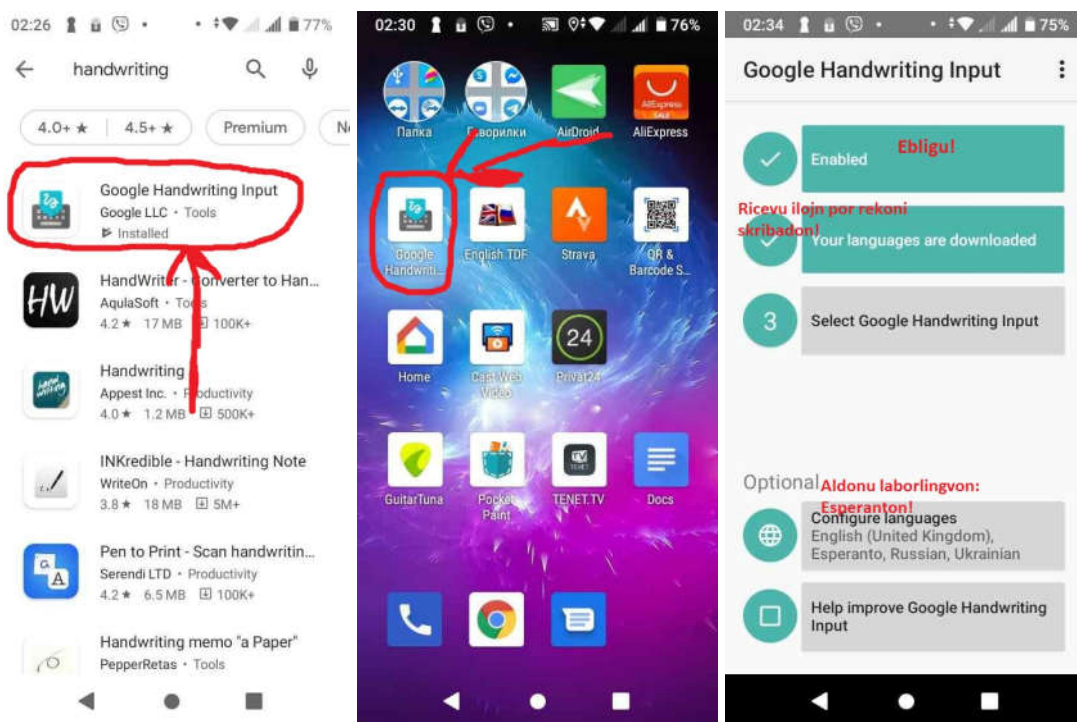 02:26
77%
handwriting
4.0+ ★
4.5+ ★
Premium
Google Handwriting Input
Google LLC • Tools
Installed
HW
HandWriter - Converter to Han...
AqulaSoft • Tools
4.2 ★ 17 MB 100K+
Handwriting
Appest Inc. • Productivity
4.0 ★ 1.2 MB 500K+
INKredible - Handwriting Note
WriteOn • Productivity
3.8 ★ 18 MB 5M+
Pen to Print - Scan handwritin...
Serendi LTD • Productivity
4.2 ★ 6.5 MB 100K+
Handwriting memo "a Paper"
PepperRetas • Tools
02:30
76%
Папка
Говорилки
AirDroid
AliExpress
Google
Handwriti...
English TDF
Strava
QR &
Barcode S...
Home
Cast Web
Video
24
Privat24
GuitarTuna
Pocket
Paint
TENET.TV
Docs
02:34
75%
Google Handwriting Input
Enabled
Ebligu!
Ricevu ilojn por rekoni
skribadon!
Your languages are downloaded
3
Select Google Handwriting Input
Optional
Aldonu laborlingvon:
Esperanton!
Configure languages
English (United Kingdom),
Esperanto, Russian, Ukrainian
Help improve Google Handwriting
Input